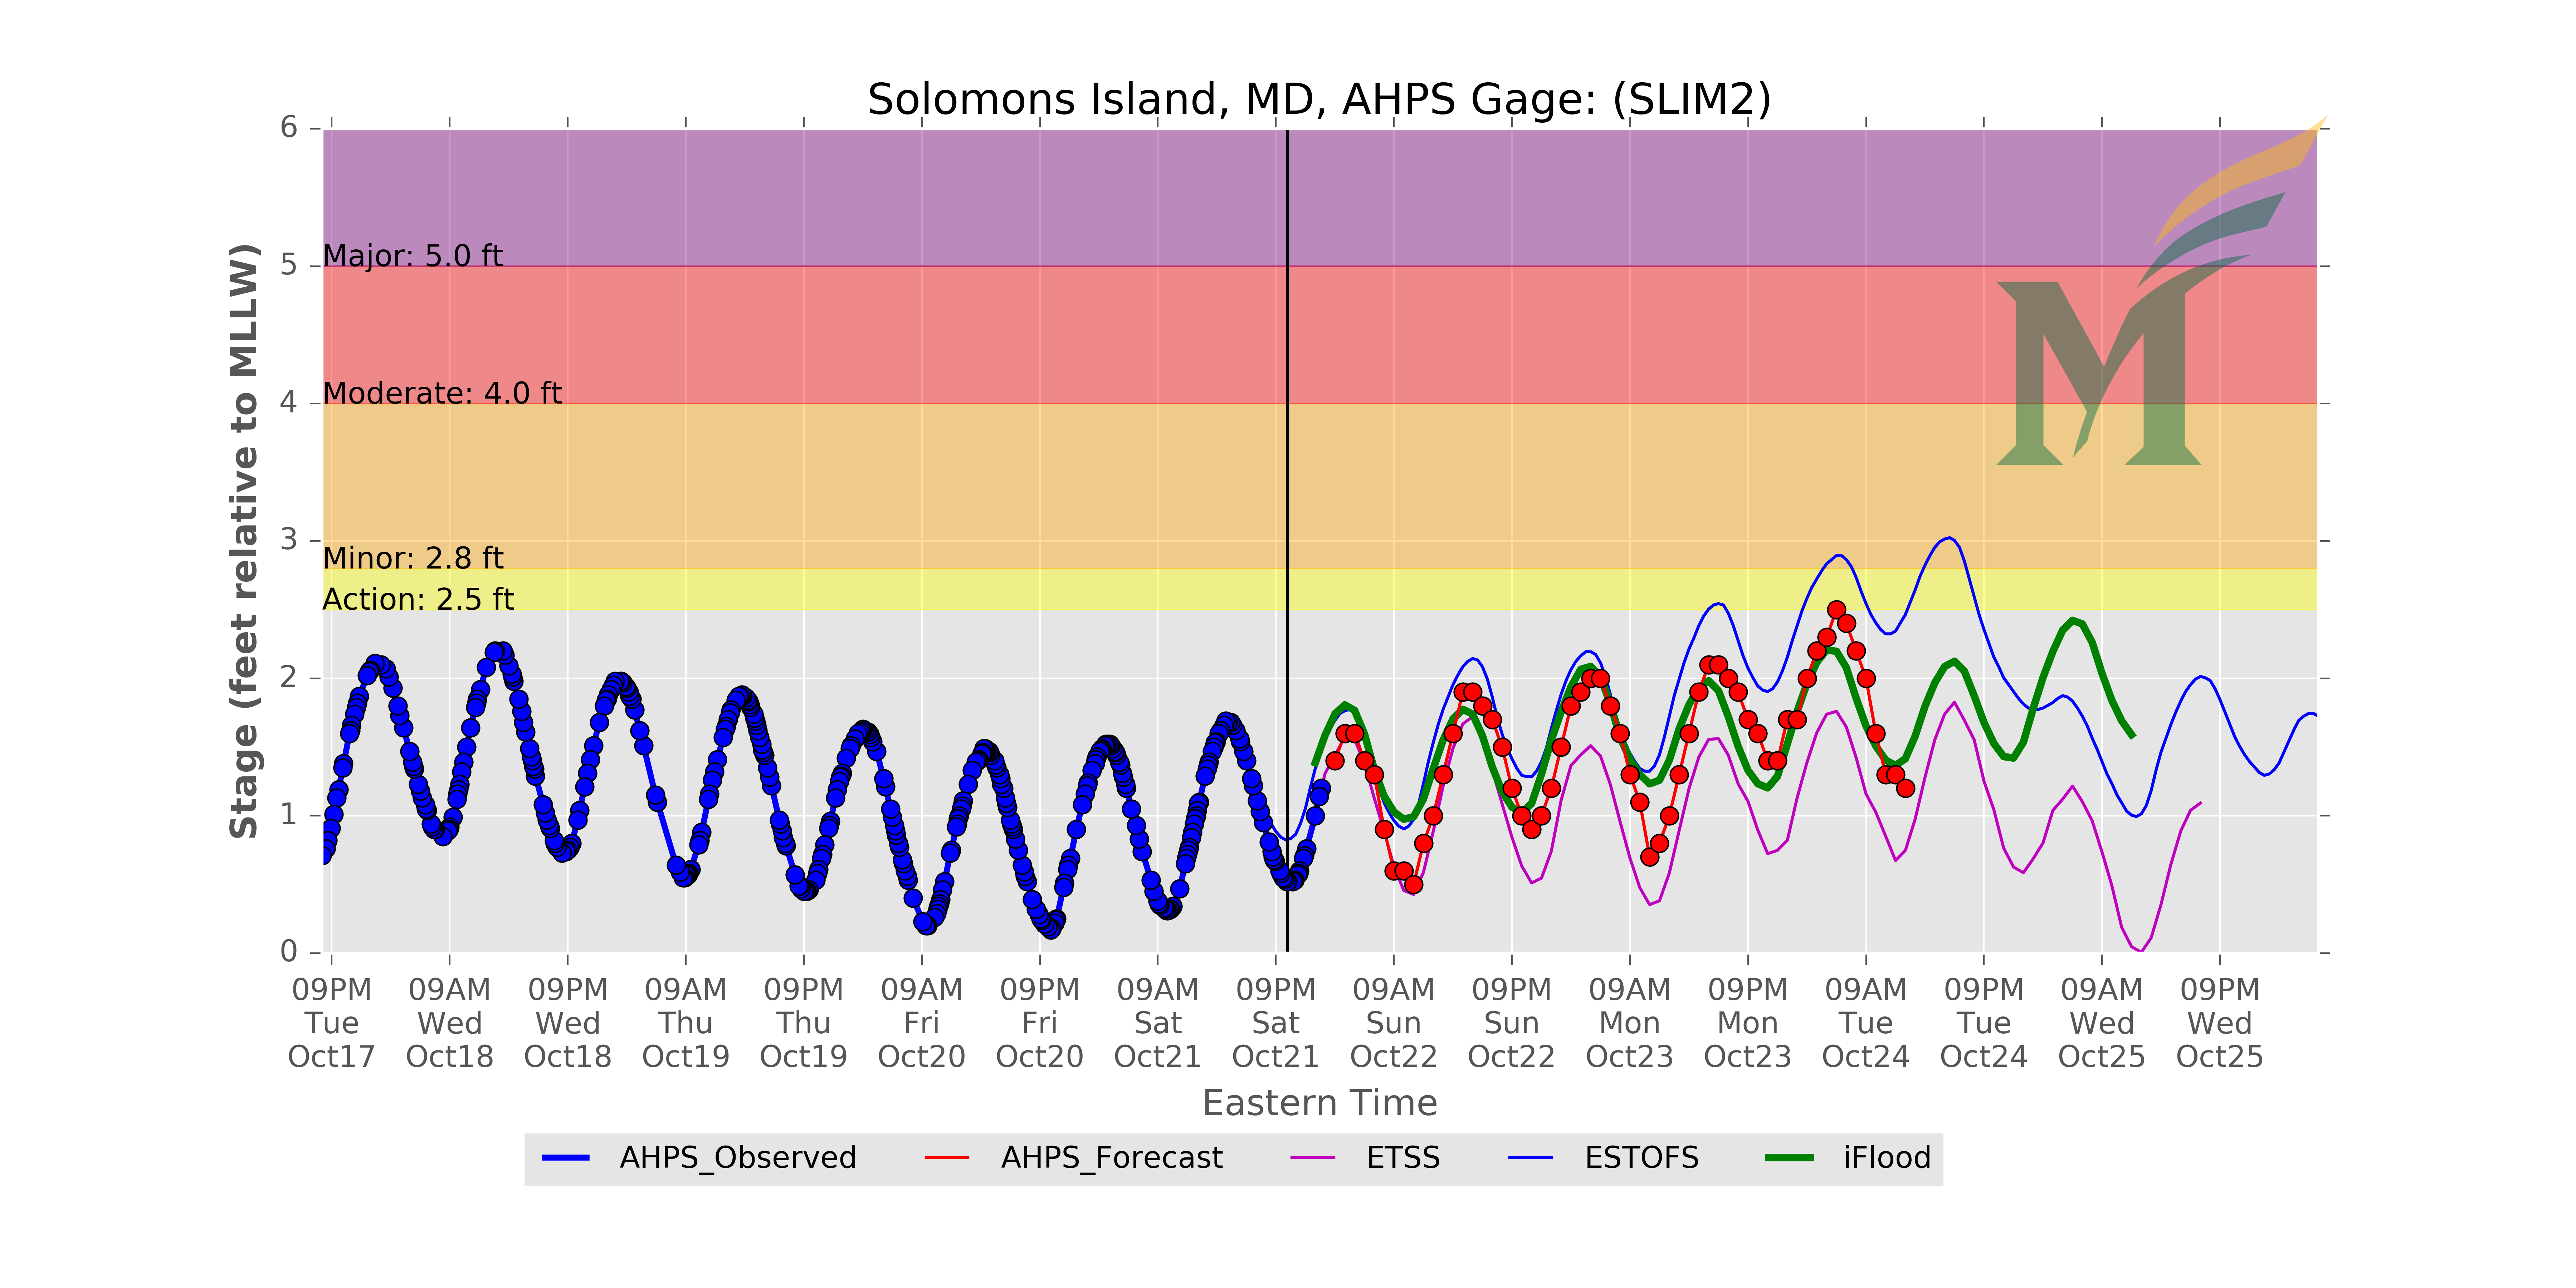 Solomons Island, MD, AHPS Gage: (SLIM2)
Stage (feet relative to MLLW)
6
5
4
3
2
1
0
Major: 5.0 ft
Moderate: 4.0 ft
Minor: 2.8 ft
Action: 2.5 ft
M
09PM 09AM 09PM 09AM 09PM 09AM 09PM 09AM 09PM 09AM 09PM 09AM 09PM 09AM 09PM 09AM 09PM
Tue Wed Wed Thu Thu Fri Fri Sat Sat Sun Sun Mon Mon Tue Tue Wed Wed
Oct17 Oct18 Oct18 Oct19 Oct19 Oct20 Oct20 Oct21 Oct21 Oct22 Oct22 Oct23 Oct23 Oct24 Oct24 Oct25 Oct25
Eastern Time
AHPS_Observed AHPS_Forecast ETSS ESTOFS iFlood